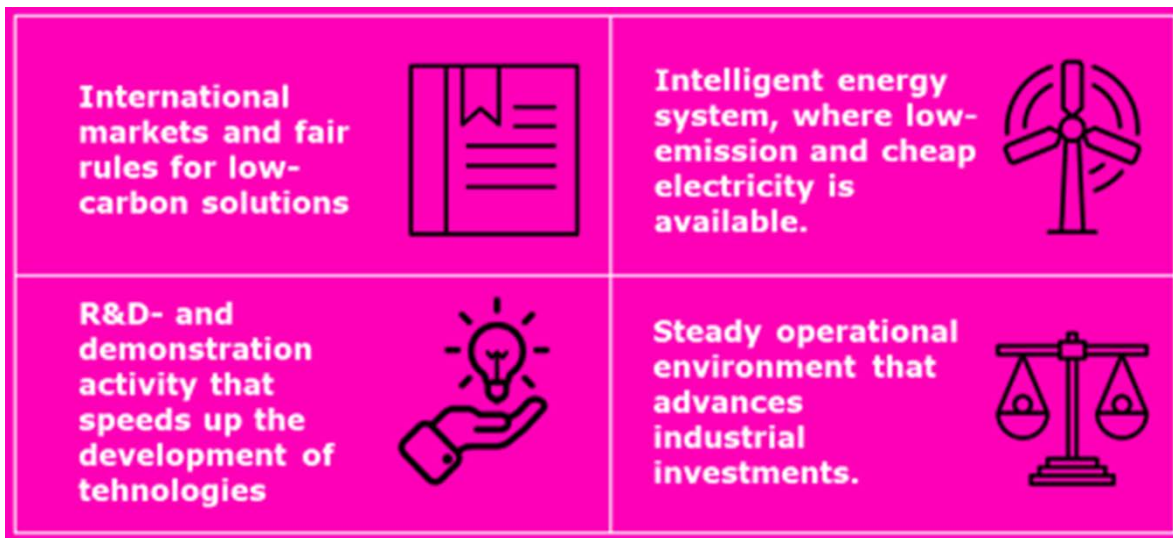 International
markets and fair
rules for low-
carbon solutions
Intelligent energy
system, where low-
emission and cheap
electricity is
available.
R&D- and
demonstration
activity that
speeds up the
development of
tehnologies
Steady operational
environment that
advances
industrial
investments.